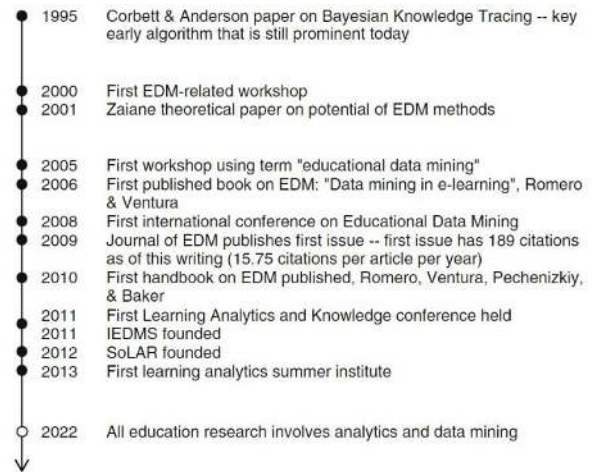 1995 Corbett & Anderson paper on Bayesian Knowledge Tracing -- key
early algorithm that is still prominent today
2000 First EDM-related workshop
2001 Zaiane theoretical paper on potential of EDM methods
2005 First workshop using term "educational data mining"
2006 First published book on EDM: "Data mining in e-learning", Romero
& Ventura
2008 First international conference on Educational Data Mining
2009 Journal of EDM publishes first issue -- first issue has 189 citations
as of this writing (15.75 citations per article per year)
2010 First handbook on EDM published, Romero, Ventura, Pechenizkiy,
& Baker
2011 First Learning Analytics and Knowledge conference held
2011 IEDMS founded
2012 SoLAR founded
2013 First learning analytics summer institute
2022 All education research involves analytics and data mining